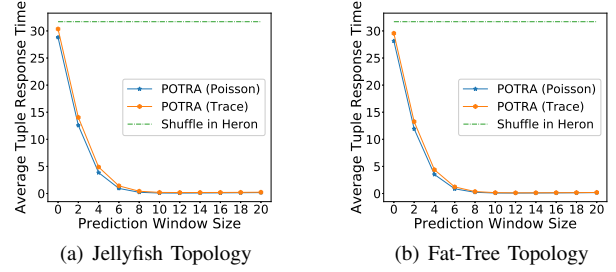 Average Tuple Response Time
30
25
20
15
10
5
0
POTRA (Poisson)
POTRA (Trace)
Shuffle in Heron
0 2 4 6 8 10 12 14 16 18 20
Prediction Window Size
(a) Jellyfish Topology
Average Tuple Response Time
30
25
20
15
10
5
0
POTRA (Poisson)
POTRA (Trace)
Shuffle in Heron
0 2 4 6 8 10 12 14 16 18 20
Prediction Window Size
(b) Fat-Tree Topology